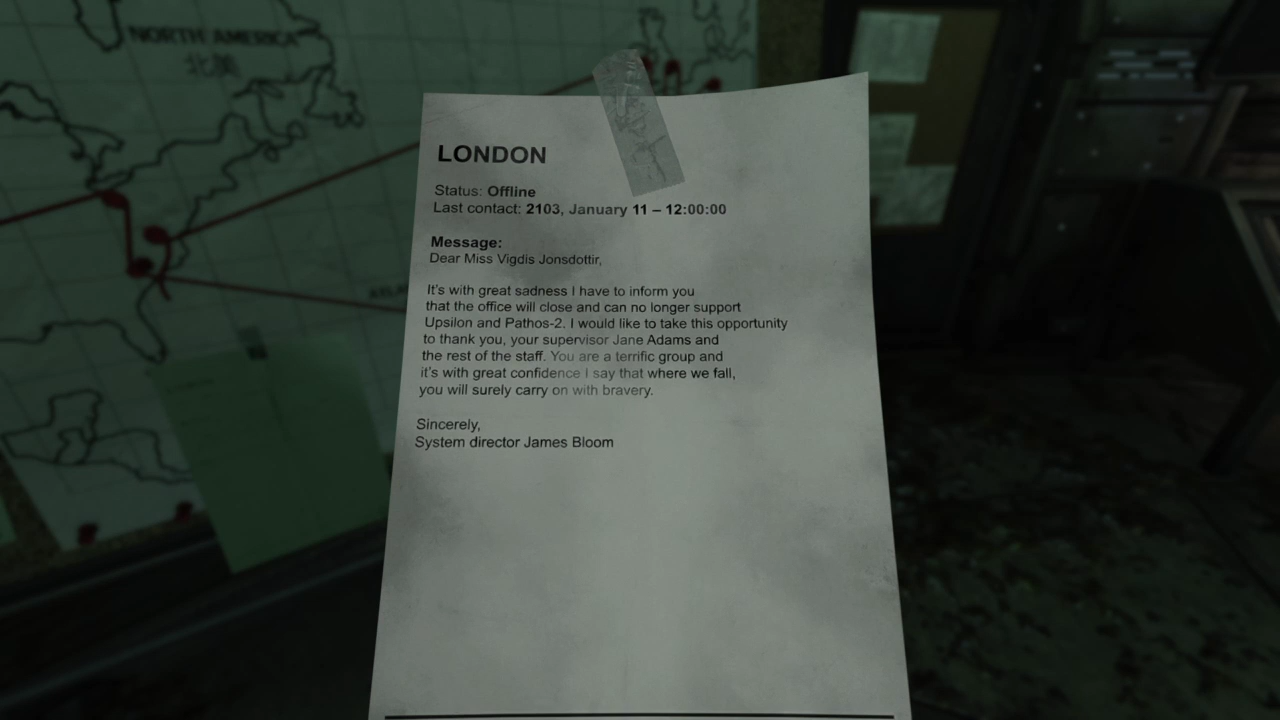 NORTH AMERICA
北美
LONDON
Status: Offline
Last contact: 2103, January 11 – 12:00:00
Message:
Dear Miss Vigdis Jonsdottir,
It's with great sadness I have to inform you
that the office will close and can no longer support
Upsilon and Pathos-2. I would like to take this opportunity
to thank you, your supervisor Jane Adams and
the rest of the staff. You are a terrific group and
it's with great confidence I say that where we fall,
you will surely carry on with bravery.
Sincerely,
System director James Bloom